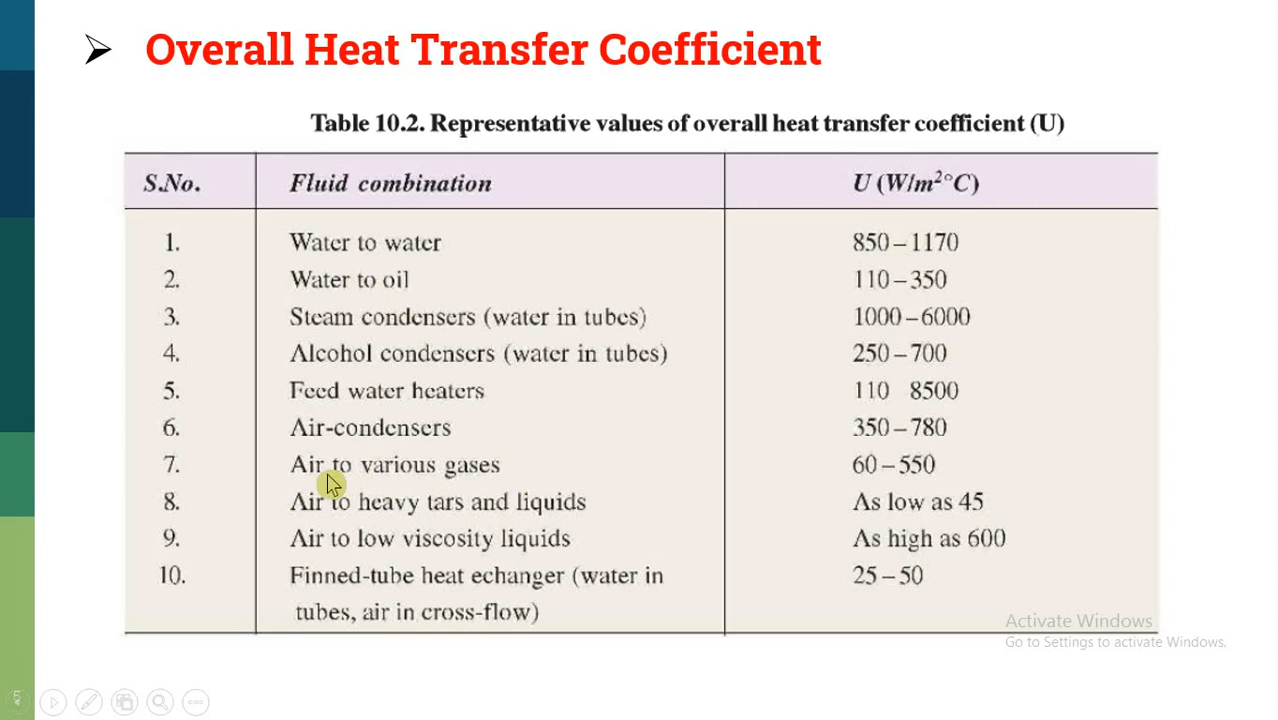 Overall Heat Transfer Coefficient
Table 10.2. Representative values of overall heat transfer coefficient (U)
S.No. Fluid combination U (W/m²°C)
1. Water to water 850–1170
2. Water to oil 110–350
3. Steam condensers (water in tubes) 1000–6000
4. Alcohol condensers (water in tubes) 250–700
5. Feed water heaters 110 8500
6. Air-condensers 350–780
7. Air to various gases 60–550
8. Air to heavy tars and liquids As low as 45
9. Air to low viscosity liquids As high as 600
10. Finned-tube heat echanger (water in 25–50
tubes, air in cross-flow)
Activate Windows
Go to Settings to activate Windows.